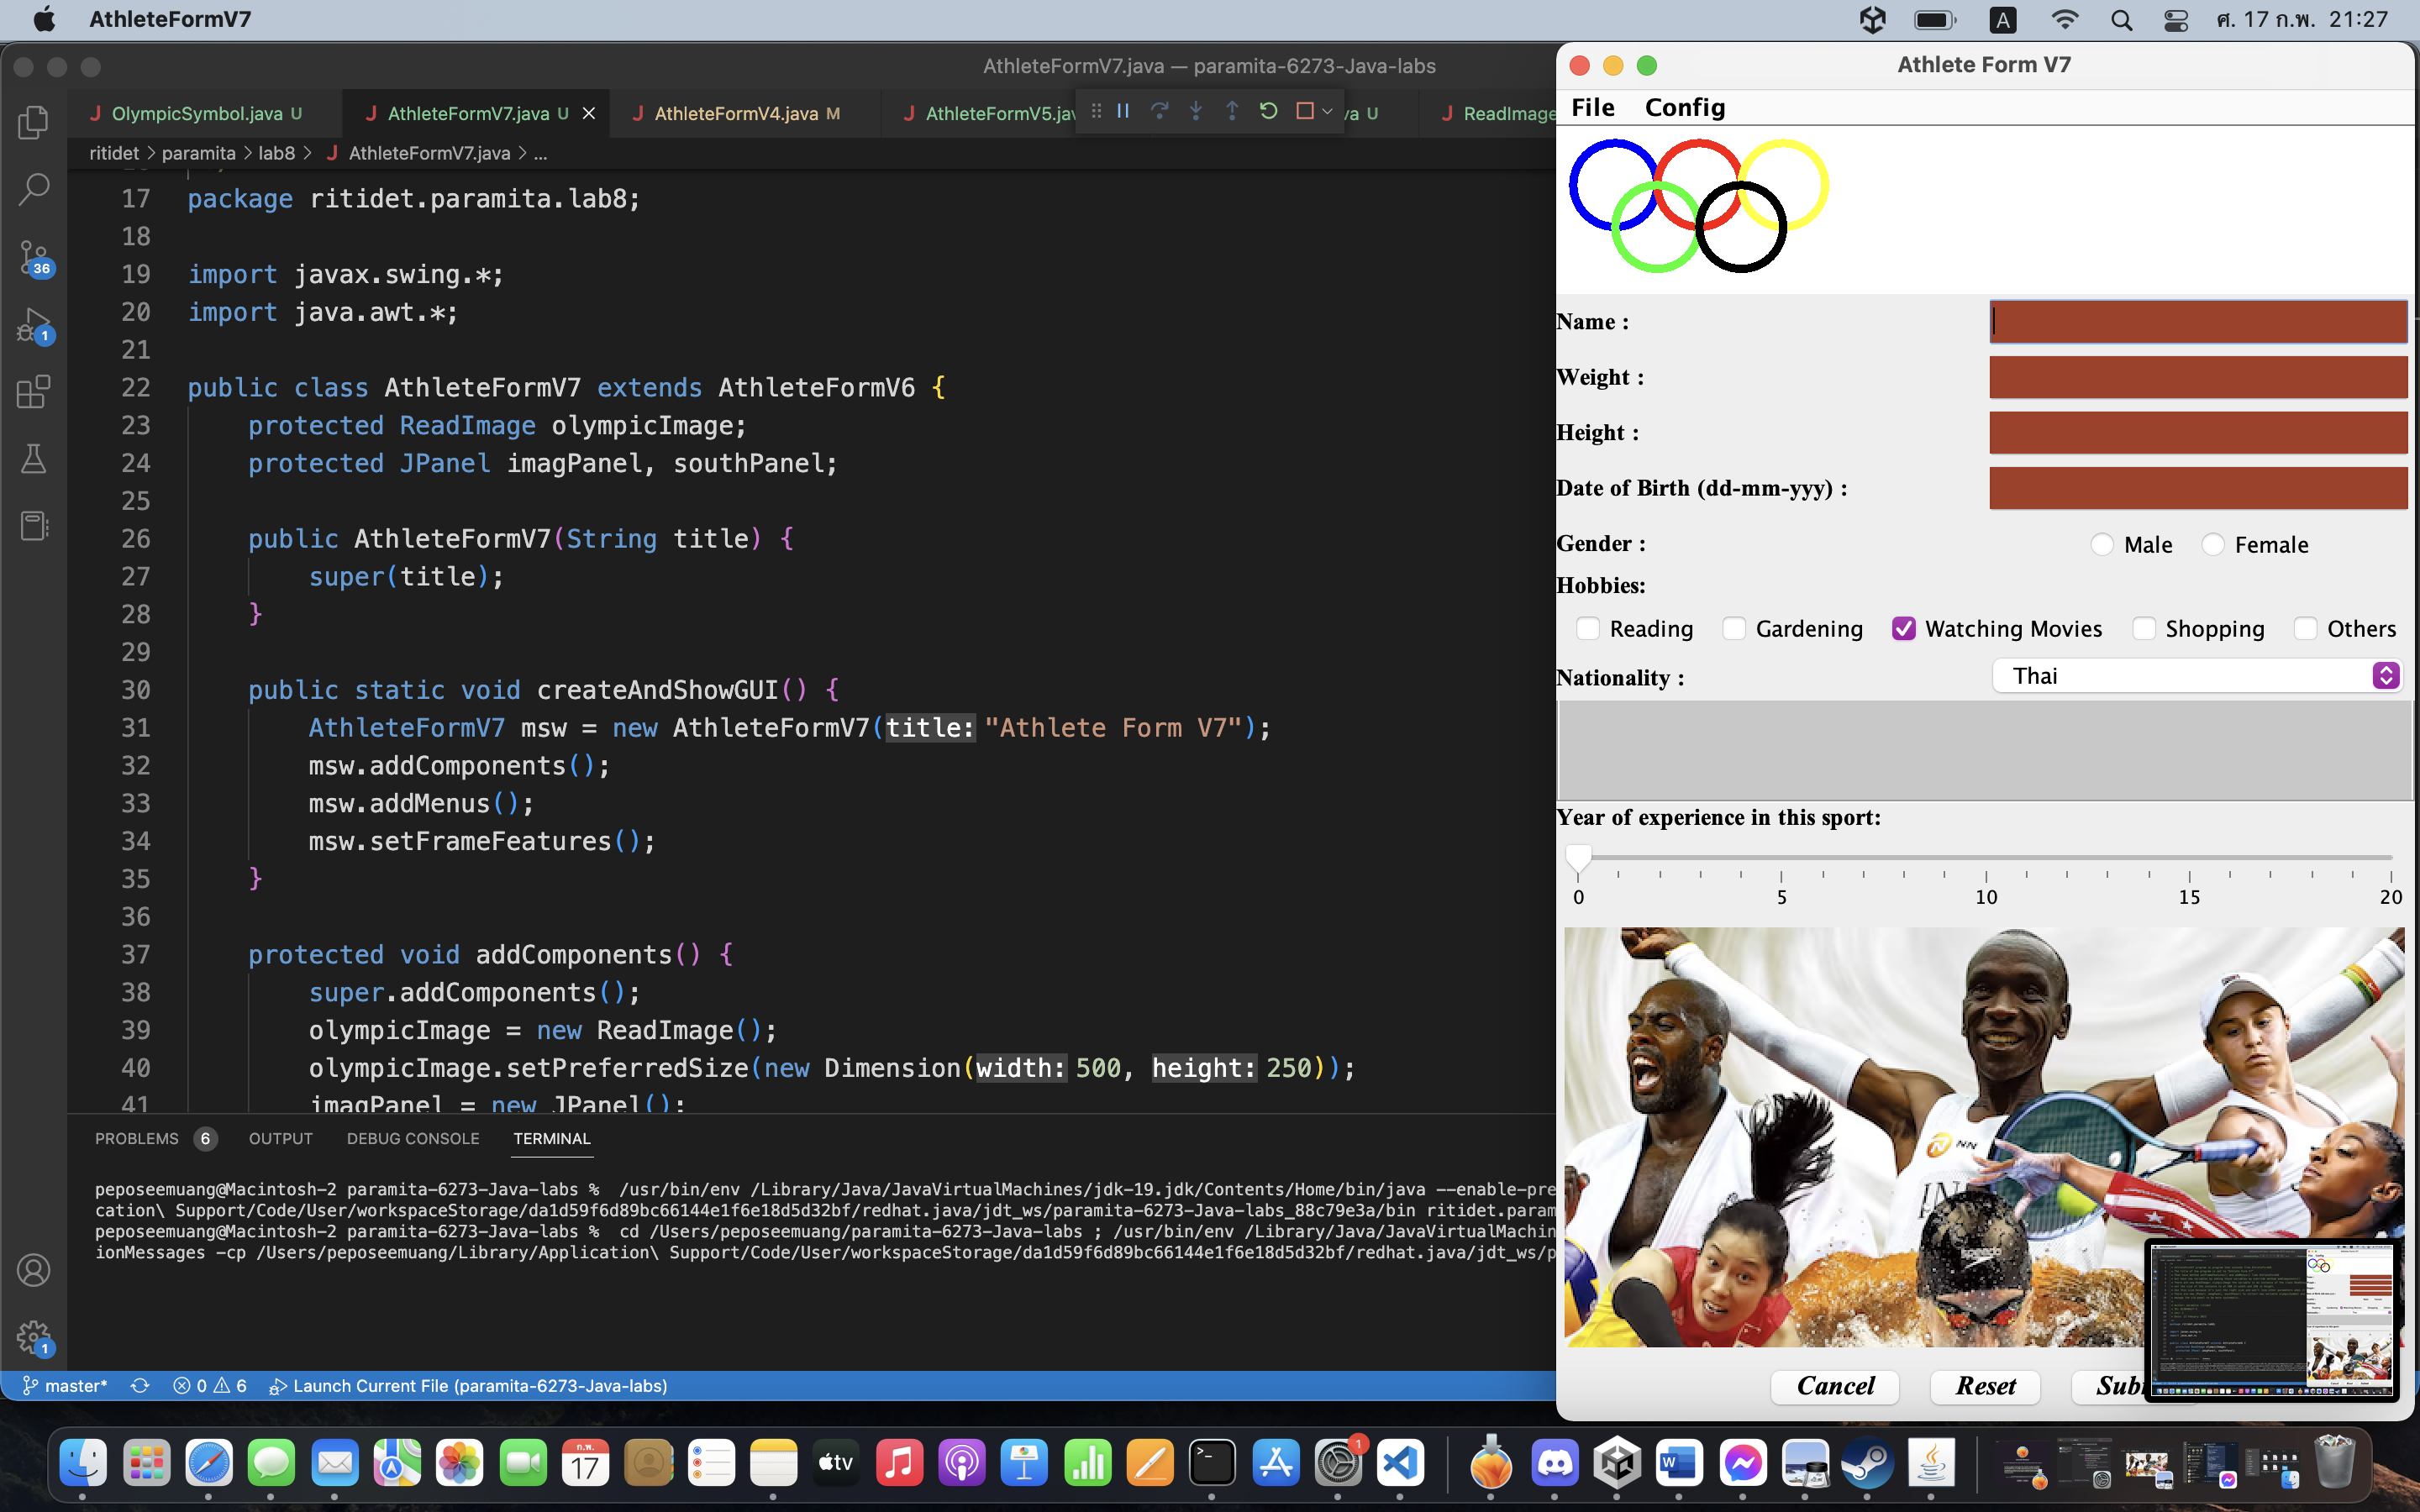 AthleteFormV7
A
ศ. 17 ก.พ. 21:27
AthleteFormV7.java — paramita-6273-Java-labs
OlympicSymbol.java U
AthleteFormV7.java U
AthleteFormV4.java M
AthleteFormV5.jav
va U
ReadImage
ritidet > paramita > lab8 > AthleteFormV7.java > ...
17 package ritidet.paramita.lab8;
18
19 import javax.swing.*;
20 import java.awt.*;
21
22 public class AthleteFormV7 extends AthleteFormV6 {
23 protected ReadImage olympicImage;
24 protected JPanel imagPanel, southPanel;
25
26 public AthleteFormV7(String title) {
27 super(title);
28 }
29
30 public static void createAndShowGUI() {
31 AthleteFormV7 msw = new AthleteFormV7(title: "Athlete Form V7");
32 msw.addComponents();
33 msw.addMenus();
34 msw.setFrameFeatures();
35 }
36
37 protected void addComponents() {
38 super.addComponents();
39 olympicImage = new ReadImage();
40 olympicImage.setPreferredSize(new Dimension(width: 500, height: 250));
41 imagPanel = new JPanel();
36
1
1
PROBLEMS 6 OUTPUT DEBUG CONSOLE TERMINAL
peposeemuang@Macintosh-2 paramita-6273-Java-labs % /usr/bin/env /Library/Java/JavaVirtualMachines/jdk-19.jdk/Contents/Home/bin/java --enable-pre
cation\ Support/Code/User/workspaceStorage/da1d59f6d89bc66144e1f6e18d5d32bf/redhat.java/jdt_ws/paramita-6273-Java-labs_88c79e3a/bin ritidet.param
peposeemuang@Macintosh-2 paramita-6273-Java-labs % cd /Users/peposeemuang/paramita-6273-Java-labs ; /usr/bin/env /Library/Java/JavaVirtualMachin
ionMessages -cp /Users/peposeemuang/Library/Application\ Support/Code/User/workspaceStorage/da1d59f6d89bc66144e1f6e18d5d32bf/redhat.java/jdt_ws/p
master* 0 6 Launch Current File (paramita-6273-Java-labs)
Athlete Form V7
File Config
Name :
Weight :
Height :
Date of Birth (dd-mm-yyy) :
Gender : Male Female
Hobbies:
Reading Gardening Watching Movies Shopping Others
Nationality : Thai
Year of experience in this sport:
0 5 10 15 20
NN
speedo
Cancel Reset Sub
ก.พ.
17
tv
1
W